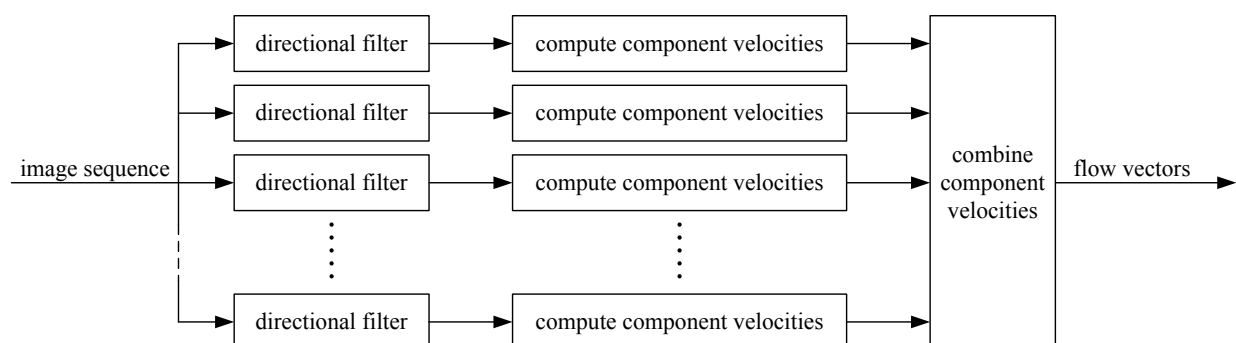 directional filter
compute component velocities
directional filter
compute component velocities
image sequence
directional filter
compute component velocities
combine
component
velocities
flow vectors
directional filter
compute component velocities